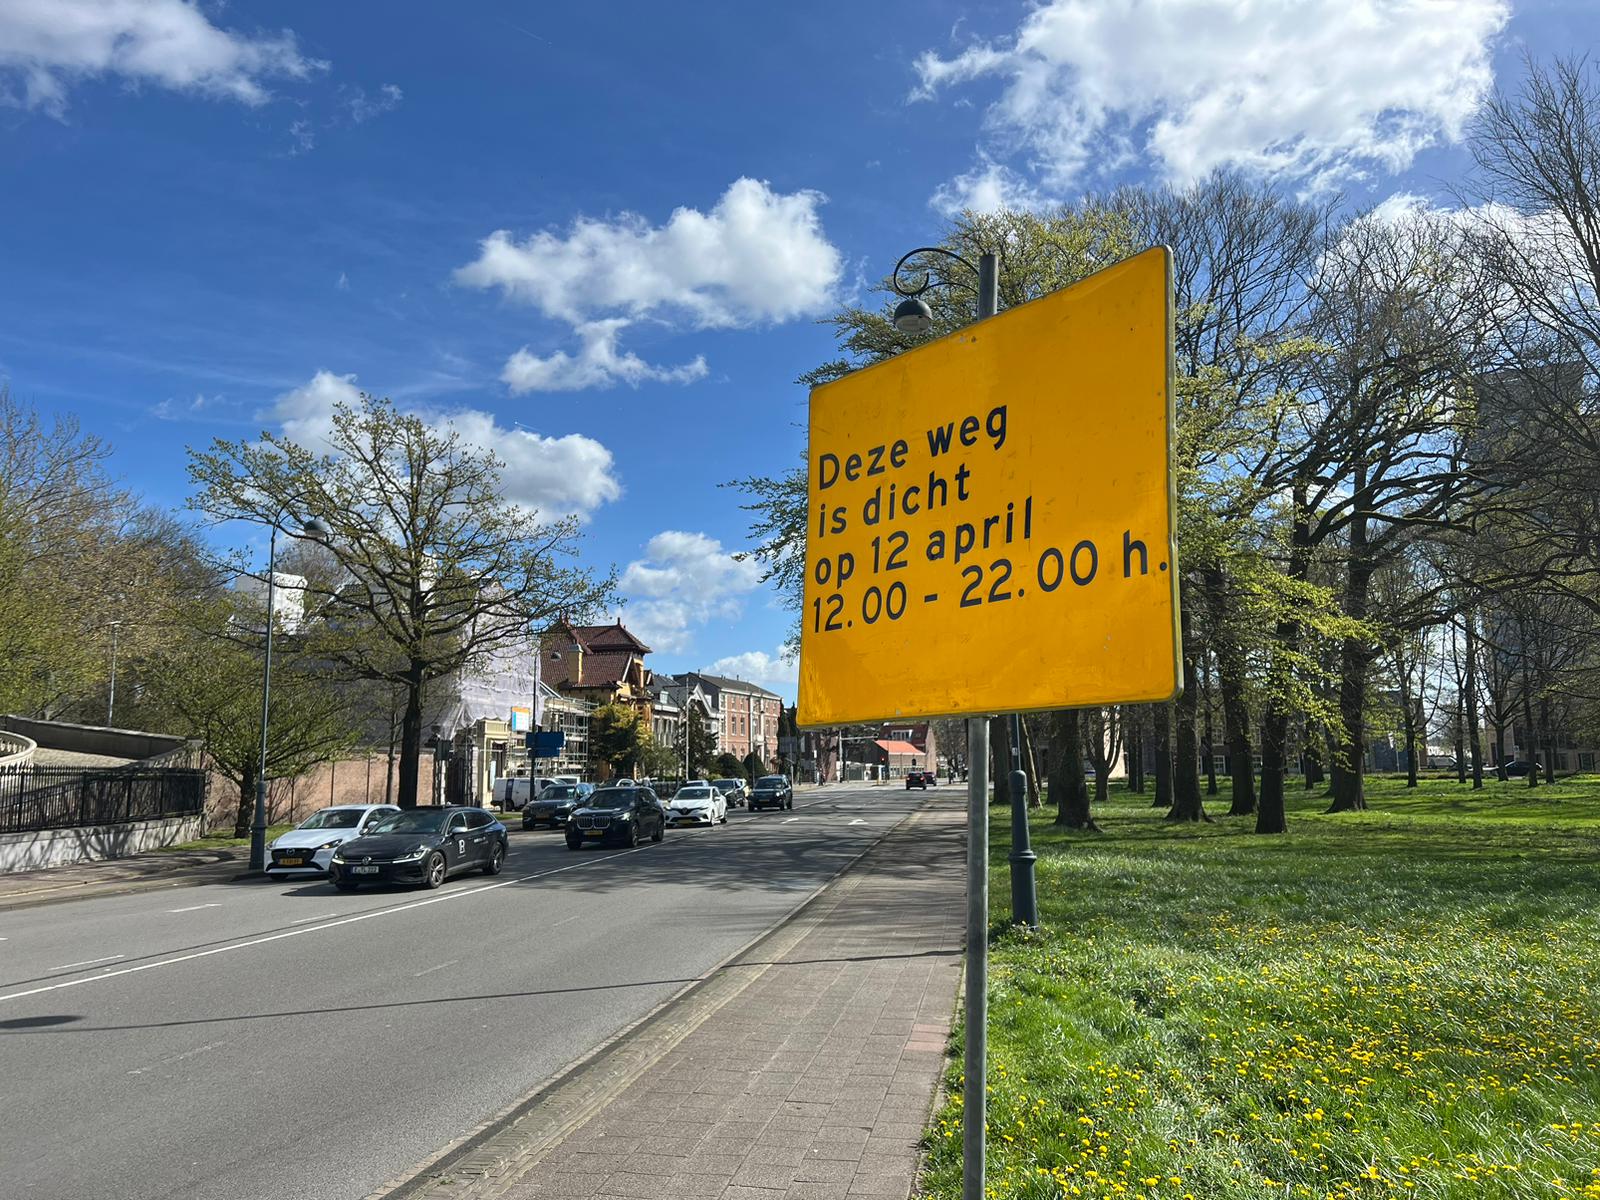 Deze weg
is dicht
op 12 april
12.00 - 22.00 h.